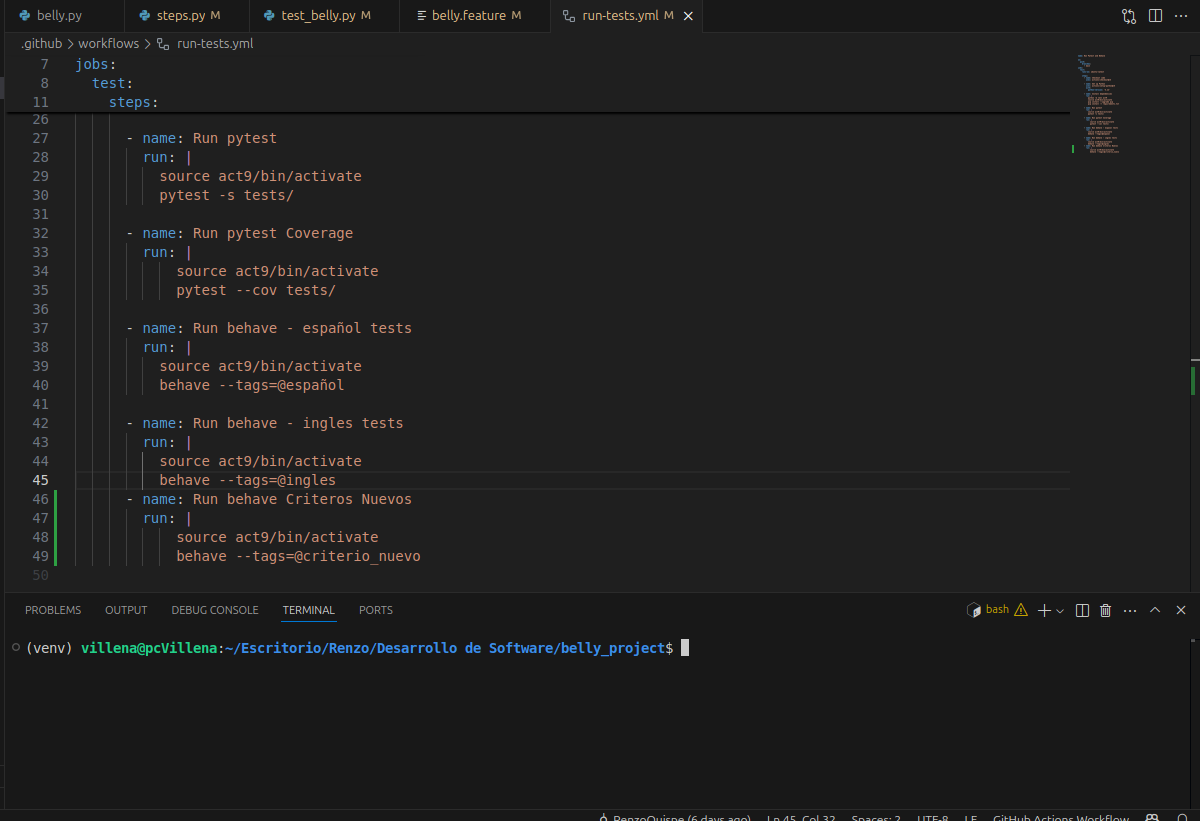 belly.py steps.py M test_belly.py M belly.feature M run-tests.yml M
.github > workflows > run-tests.yml
7 jobs:
8 test:
11 steps:
26
27 - name: Run pytest
28 run: |
29 source act9/bin/activate
30 pytest -s tests/
31
32 - name: Run pytest Coverage
33 run: |
34 source act9/bin/activate
35 pytest --cov tests/
36
37 - name: Run behave - español tests
38 run: |
39 source act9/bin/activate
40 behave --tags=@español
41
42 - name: Run behave - ingles tests
43 run: |
44 source act9/bin/activate
45 behave --tags=@ingles
46 - name: Run behave Criteros Nuevos
47 run: |
48 source act9/bin/activate
49 behave --tags=@criterio_nuevo
50
PROBLEMS OUTPUT DEBUG CONSOLE TERMINAL PORTS bash
(venv) villena@pcVillena:~/Escritorio/Renzo/Desarrollo de Software/belly_project$
RenzoQuispe (6 days ago) Ln 45, Col 32 Spaces: 2 UTF-8 LF GitHub Actions Workflow